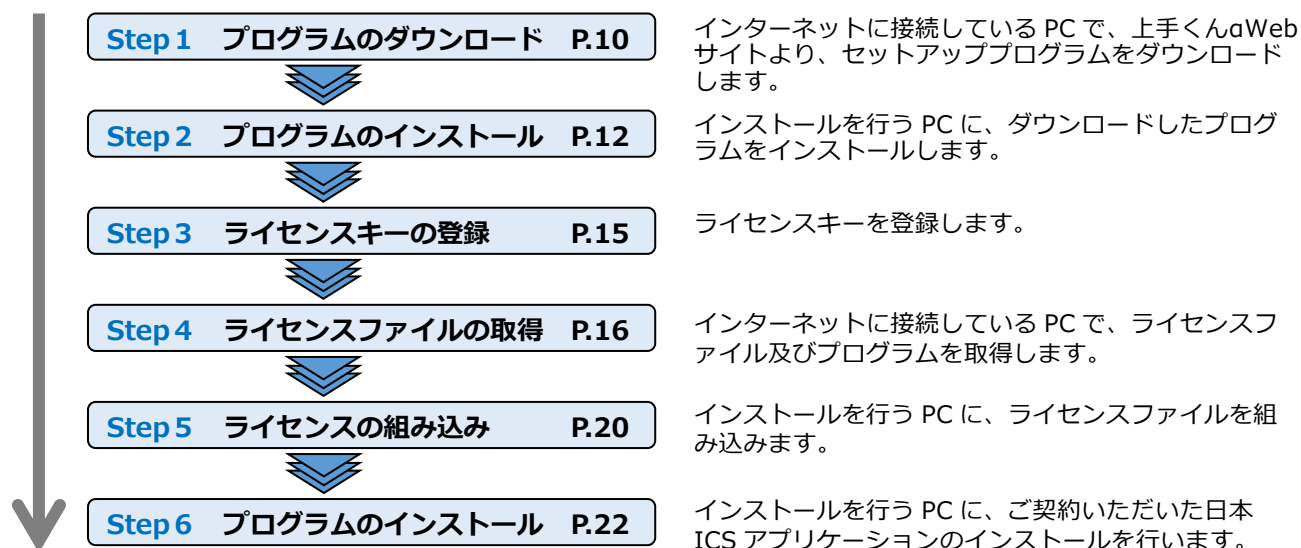 Step 1 プログラムのダウンロード P.10
インターネットに接続している PC で、上手くんαWeb
サイトより、セットアッププログラムをダウンロード
します。
Step 2 プログラムのインストール P.12
インストールを行う PC に、ダウンロードしたプログ
ラムをインストールします。
Step 3 ライセンスキーの登録 P.15
ライセンスキーを登録します。
Step 4 ライセンスファイルの取得 P.16
インターネットに接続している PC で、ライセンスフ
ァイル及びプログラムを取得します。
Step 5 ライセンスの組み込み P.20
インストールを行う PC に、ライセンスファイルを組
み込みます。
Step 6 プログラムのインストール P.22
インストールを行う PC に、ご契約いただいた日本
ICS アプリケーションのインストールを行います。